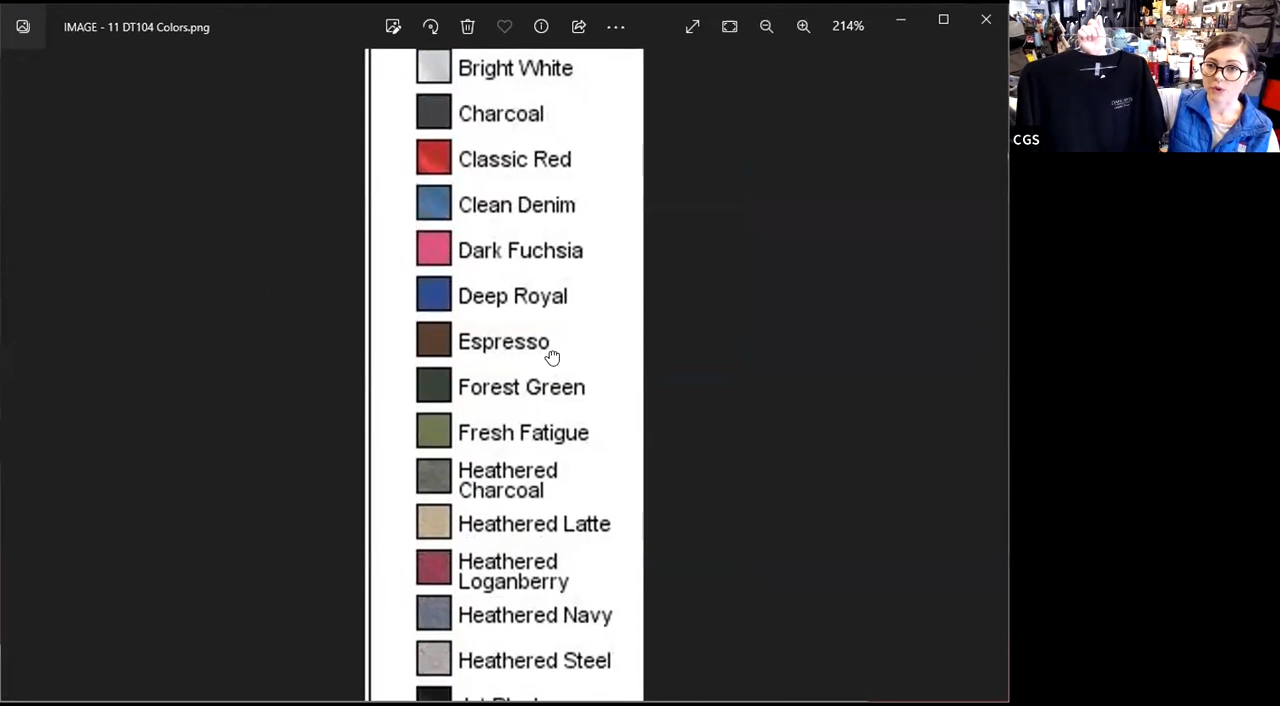 IMAGE - 11 DT104 Colors.png
214%
Bright White
Charcoal
Classic Red
Clean Denim
Dark Fuchsia
Deep Royal
Espresso
Forest Green
Fresh Fatigue
Heathered
Charcoal
Heathered Latte
Heathered
Loganberry
Heathered Navy
Heathered Steel
CGS